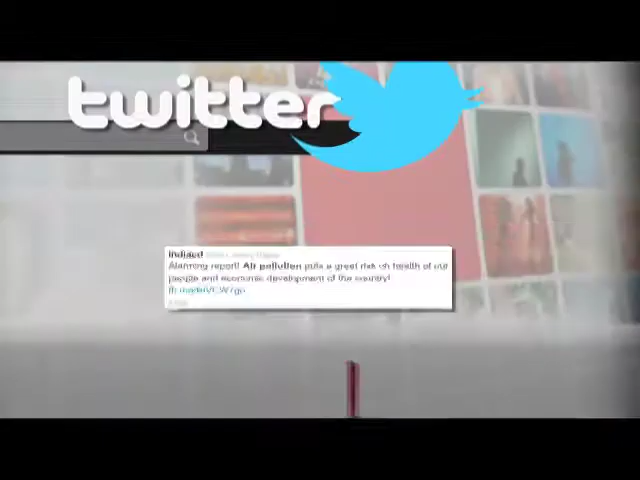 twitter
Alarming report! Air pollution puts a great risk on health of our
people and economic development of the country!